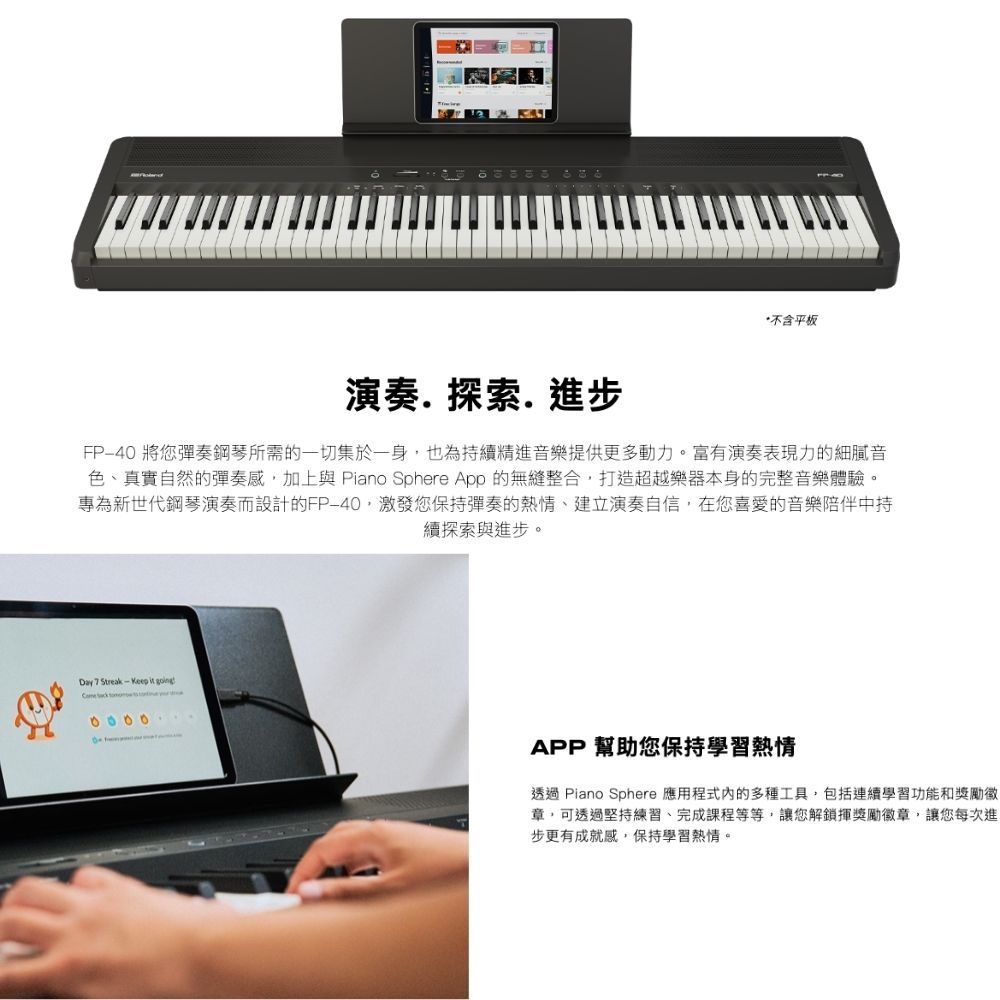 Recommended
Free Songs
Roland
FP-40
*不含平板
演奏. 探索. 進步
FP-40 將您彈奏鋼琴所需的一切集於一身，也為持續精進音樂提供更多動力。富有演奏表現力的細膩音
色、真實自然的彈奏感，加上與 Piano Sphere App 的無縫整合，打造超越樂器本身的完整音樂體驗。
專為新世代鋼琴演奏而設計的FP-40，激發您保持彈奏的熱情、建立演奏自信，在您喜愛的音樂陪伴中持
續探索與進步。
Day 7 Streak – Keep it going!
Come back tomorrow to continue your streak
Freezies protect your streak if you miss a day
APP 幫助您保持學習熱情
透過 Piano Sphere 應用程式內的多種工具，包括連續學習功能和獎勵徽
章，可透過堅持練習、完成課程等等，讓您解鎖揮獎勵徽章，讓您每次進
步更有成就感，保持學習熱情。